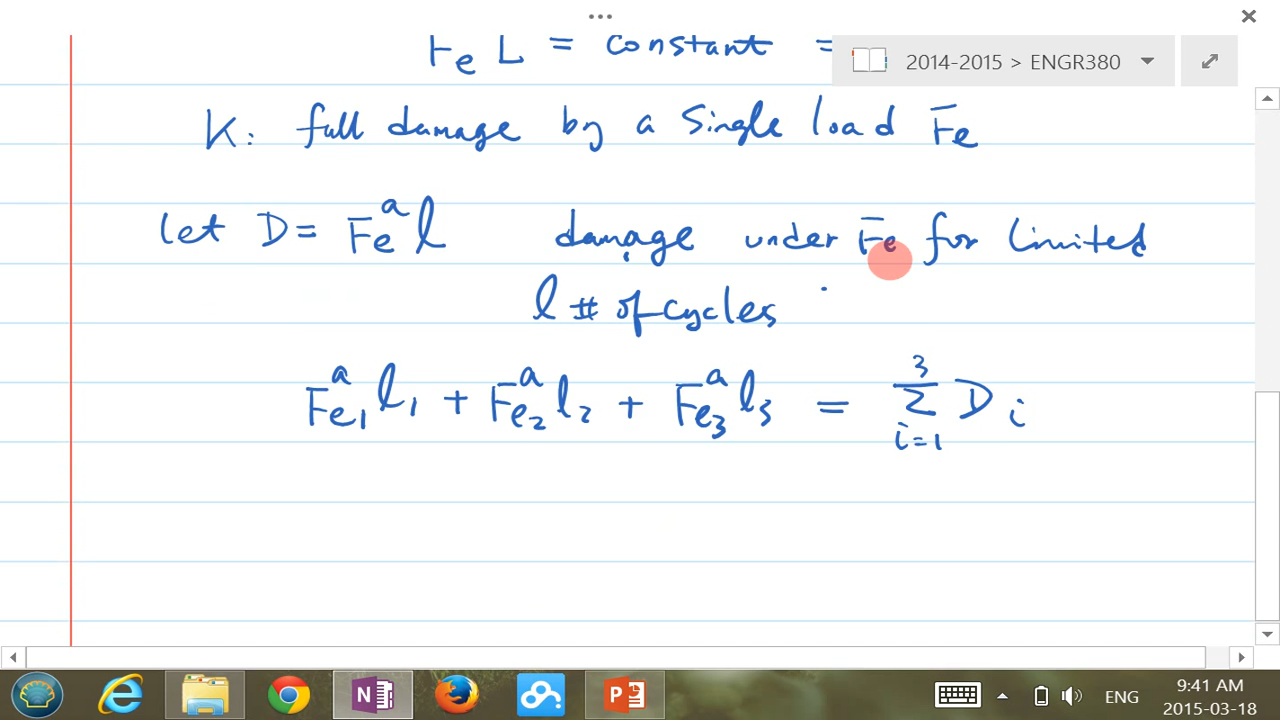 ...
Fe L = constant =
2014-2015 > ENGR380
K: full damage by a single load Fe
let D = Fe^a l damage under Fe for limited
l # of cycles
Fe₁^a l₁ + Fe₂^a l₂ + Fe₃^a l₃ = Σ_{i=1}^{3} D i
ENG
9:41 AM
2015-03-18